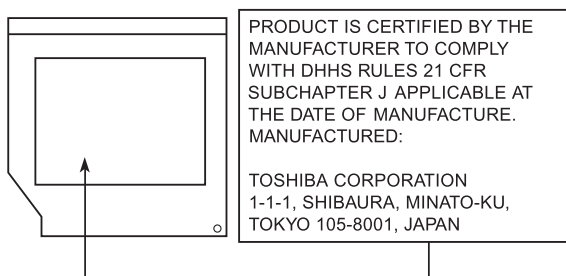 PRODUCT IS CERTIFIED BY THE
MANUFACTURER TO COMPLY
WITH DHHS RULES 21 CFR
SUBCHAPTER J APPLICABLE AT
THE DATE OF MANUFACTURE.
MANUFACTURED:
TOSHIBA CORPORATION
1-1-1, SHIBAURA, MINATO-KU,
TOKYO 105-8001, JAPAN